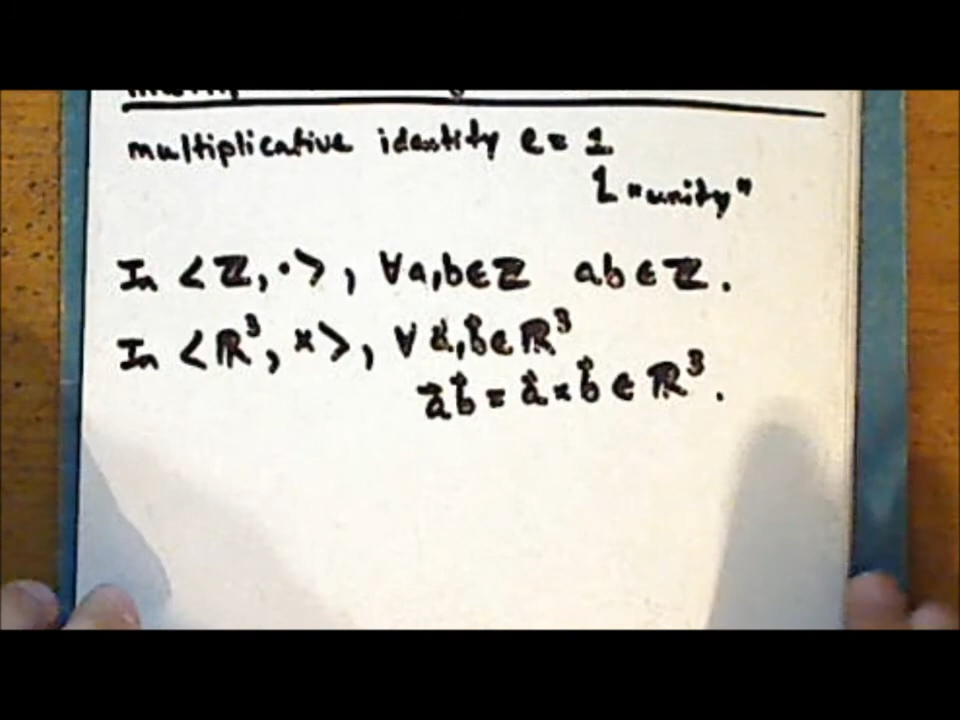 multiplicative identity e = 1
1 "unity"
In <ℤ, ·>, ∀a,b∈ℤ ab ∈ ℤ.
In <ℝ³, ×>, ∀ a⃗,b⃗∈ℝ³
a⃗b⃗ = a⃗ × b⃗ ∈ ℝ³.